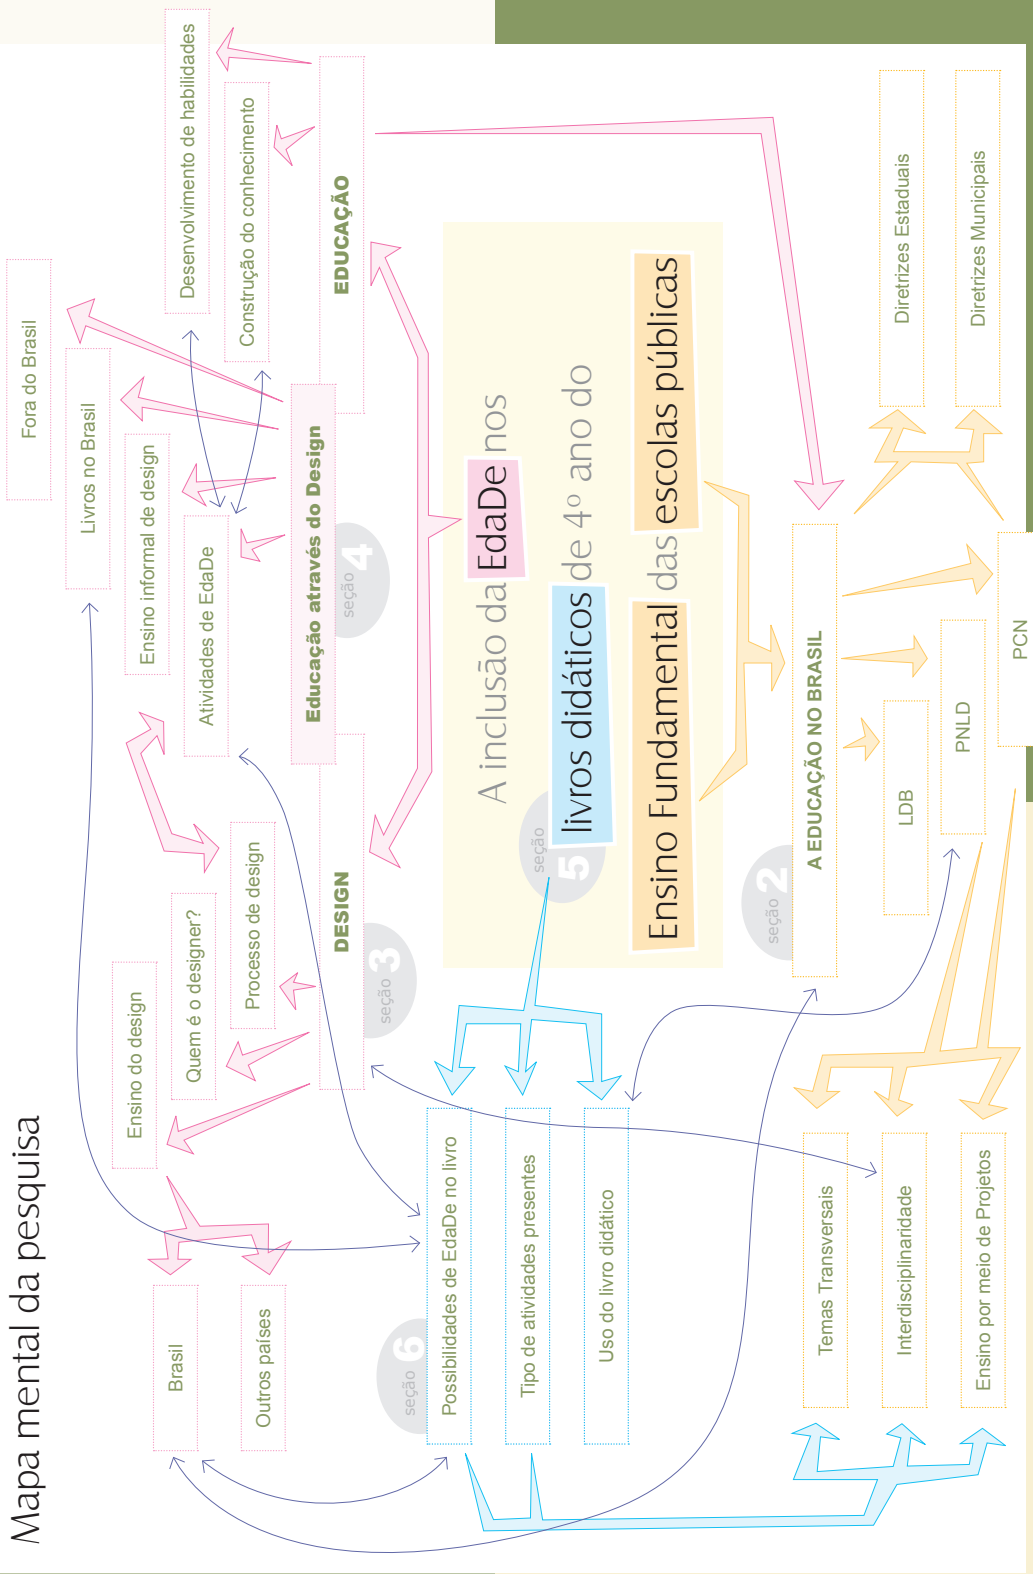 Mapa mental da pesquisa
Fora do Brasil
Livros no Brasil
Ensino informal de design
Atividades de EdaDe
Desenvolvimento de habilidades
Construção do conhecimento
Ensino do design
Quem é o designer?
Processo de design
Brasil
Outros países
DESIGN
seção 3
Educação através do Design
seção 4
EDUCAÇÃO
A inclusão da EdaDe nos
seção 5
livros didáticos de 4º ano do
Ensino Fundamental das escolas públicas
seção 6
Possibilidades de EdaDe no livro
Tipo de atividades presentes
Uso do livro didático
seção 2
A EDUCAÇÃO NO BRASIL
LDB
PNLD
PCN
Diretrizes Estaduais
Diretrizes Municipais
Temas Transversais
Interdisciplinaridade
Ensino por meio de Projetos